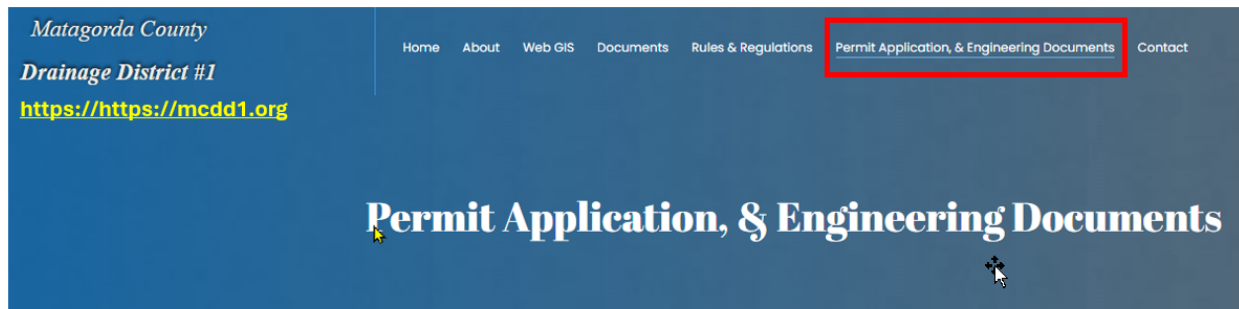 Matagorda County
Drainage District #1
https://https://mcdd1.org
Home About Web GIS Documents Rules & Regulations Permit Application, & Engineering Documents Contact
Permit Application, & Engineering Documents